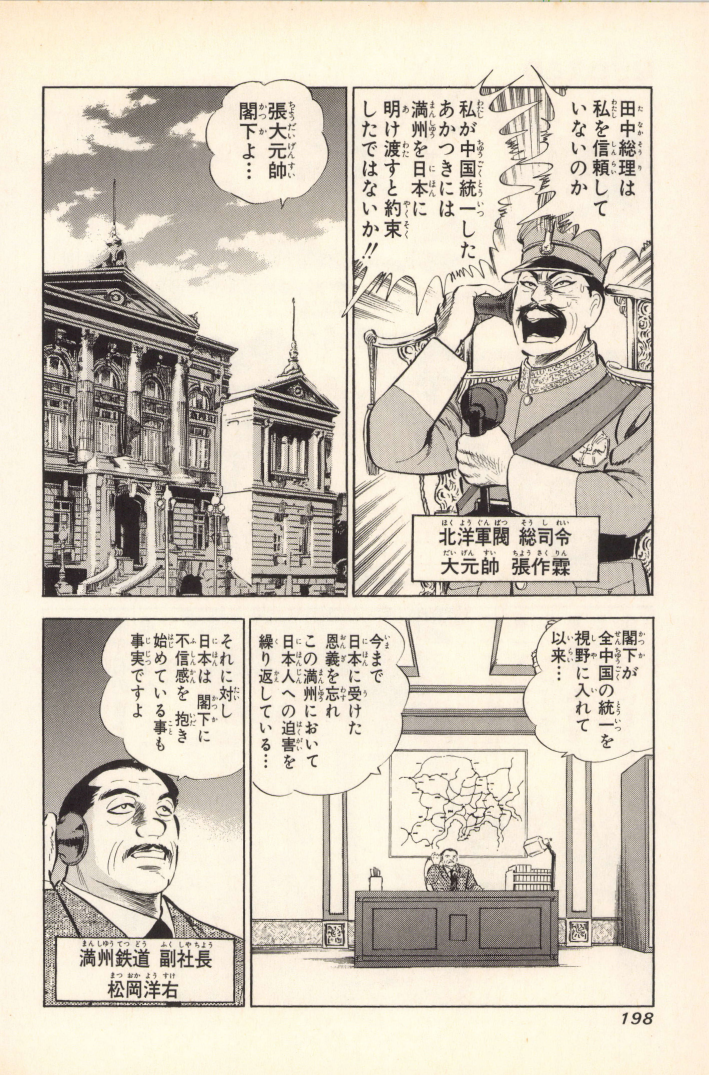 田中総理は
私を信頼して
いないのか
私が中国統一した
あかつきには
満州を日本に
明け渡すと約束
したではないか!!
北洋軍閥 総司令
大元帥 張作霖
張大元帥
閣下よ…
閣下が
全中国の統一を
視野に入れて
以来…
今まで
日本に受けた
恩義を忘れ
この満州において
日本人への迫害を
繰り返している…
それに対し
日本は 閣下に
不信感を 抱き
始めている事も
事実ですよ
満州鉄道 副社長
松岡洋右
198